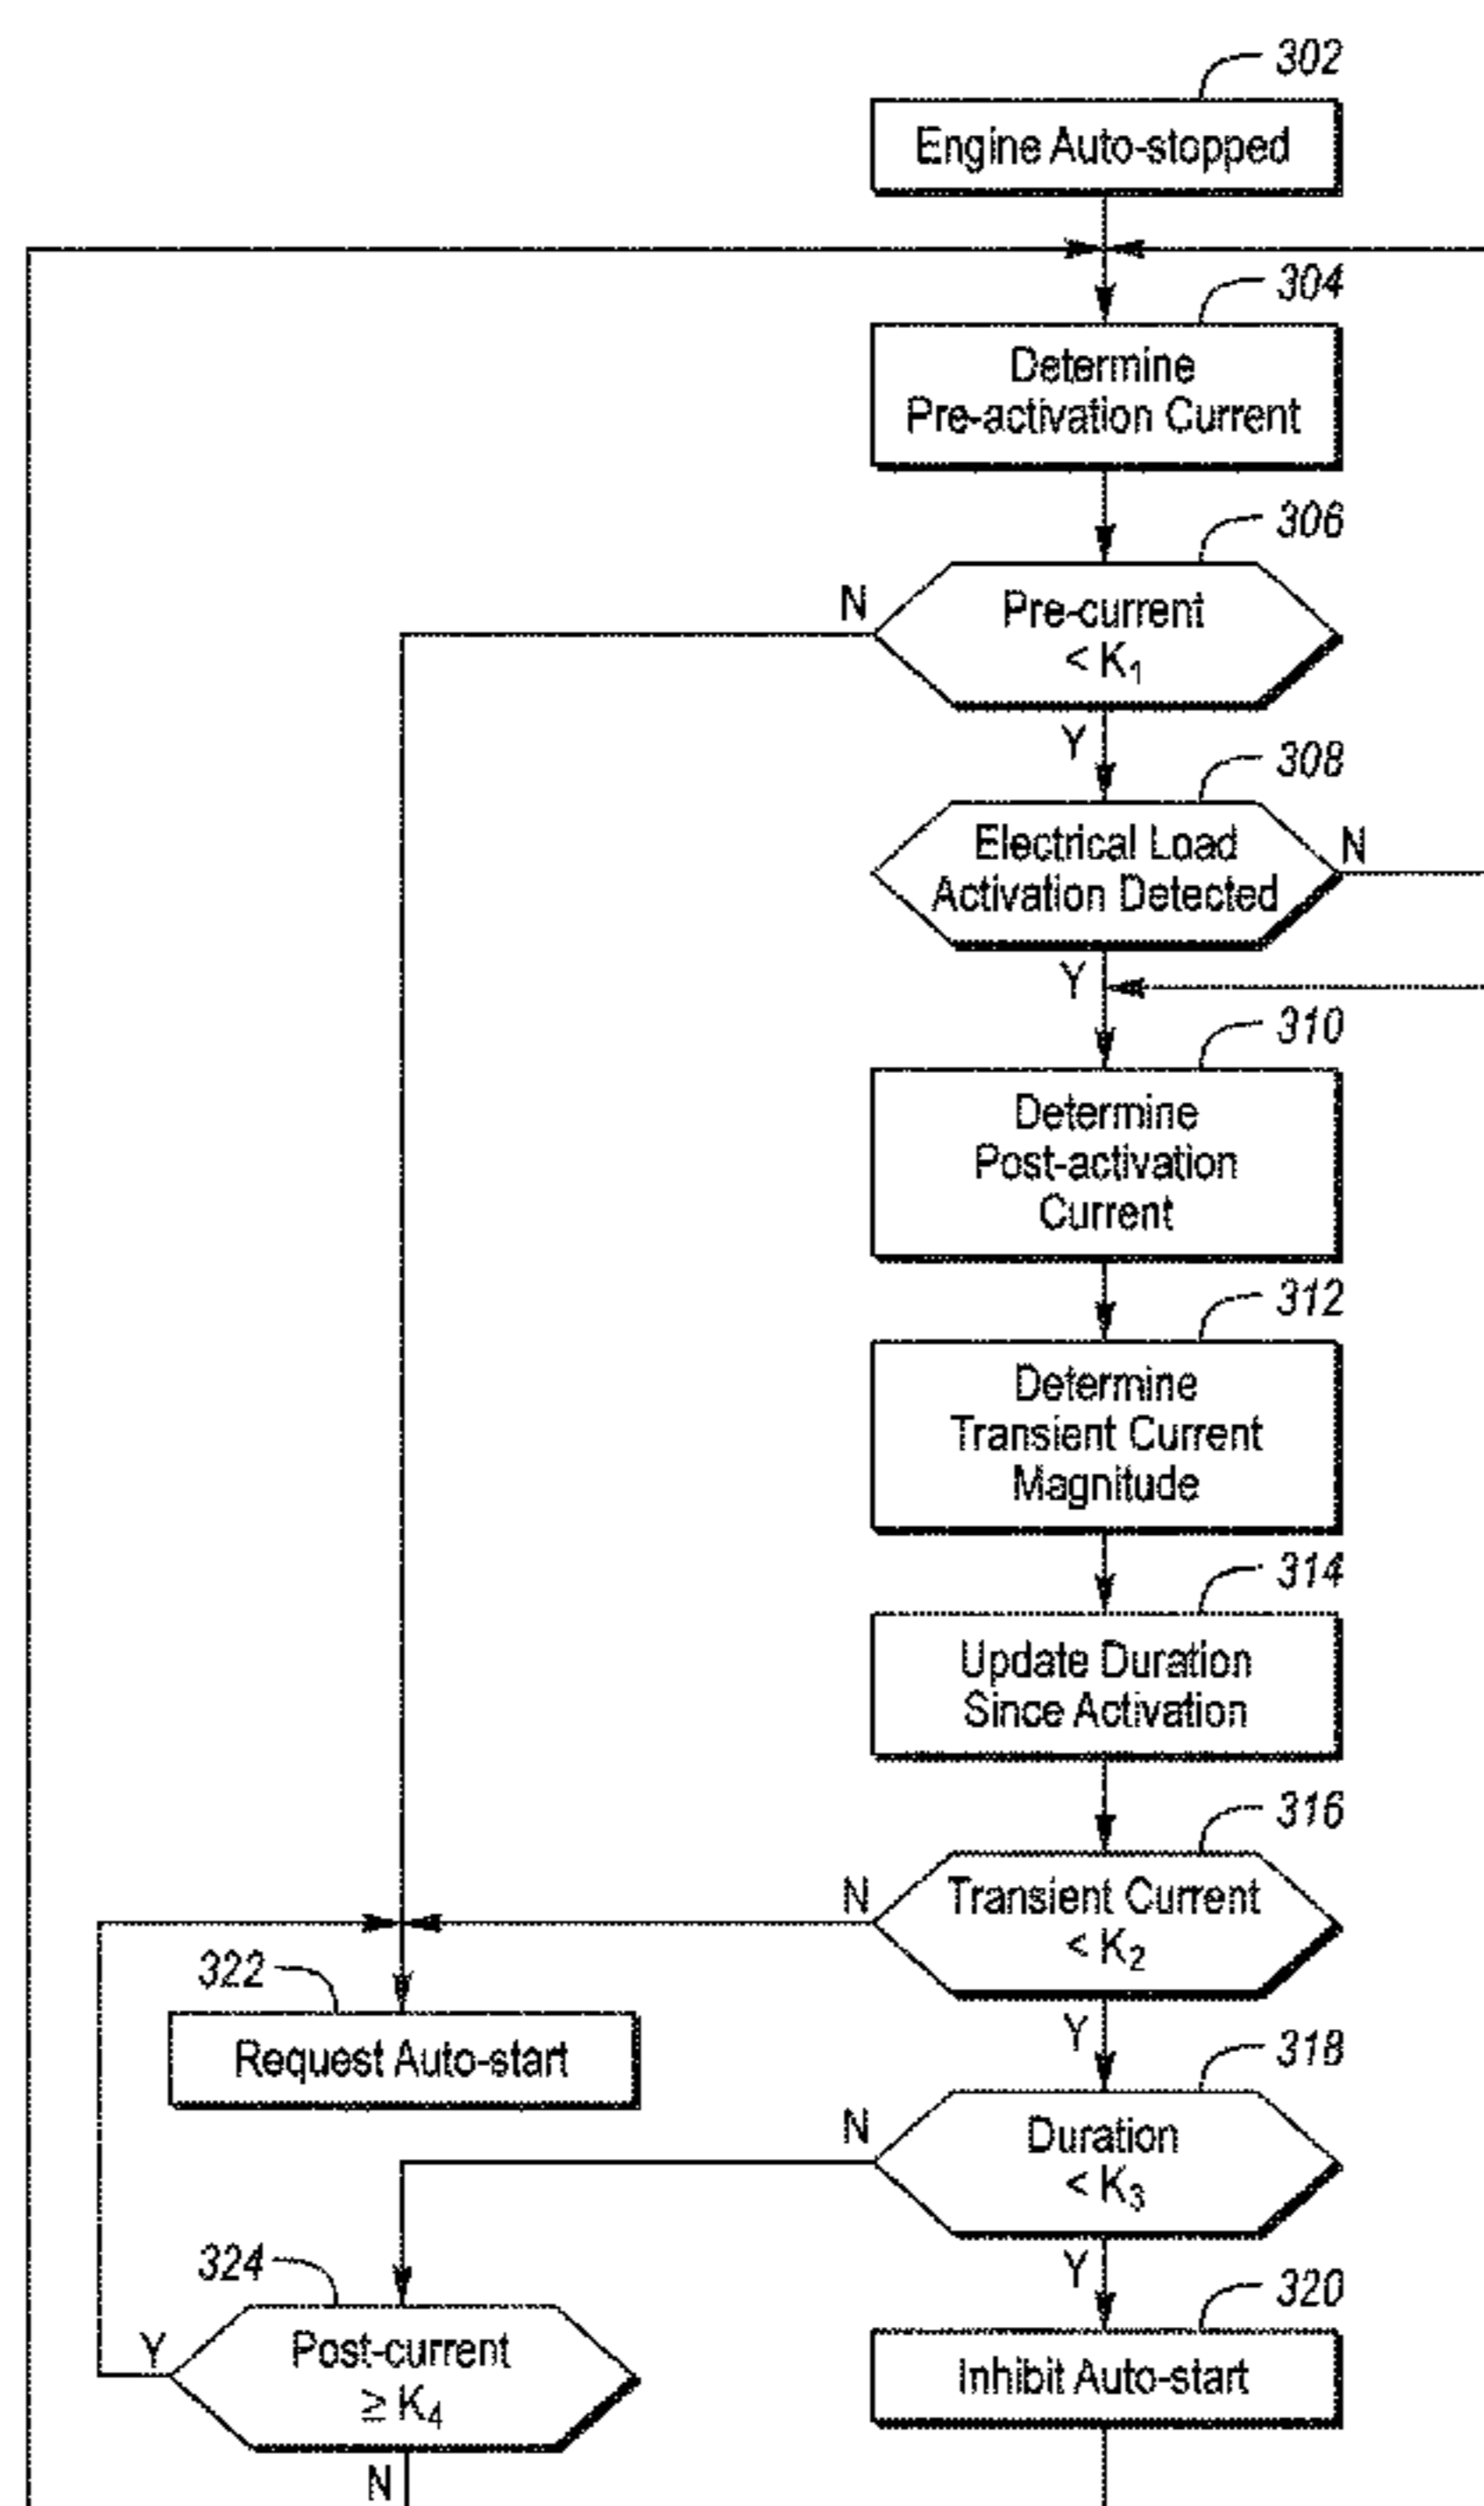 302
Engine Auto-stopped
304
Determine
Pre-activation Current
306
N
Pre-current
< K₁
Y
308
Electrical Load
Activation Detected
N
Y
310
Determine
Post-activation
Current
312
Determine
Transient Current
Magnitude
314
Update Duration
Since Activation
316
N
Transient Current
< K₂
322
Request Auto-start
Y
318
N
Duration
< K₃
324
Y
Post-current
≥ K₄
N
Y
320
Inhibit Auto-start